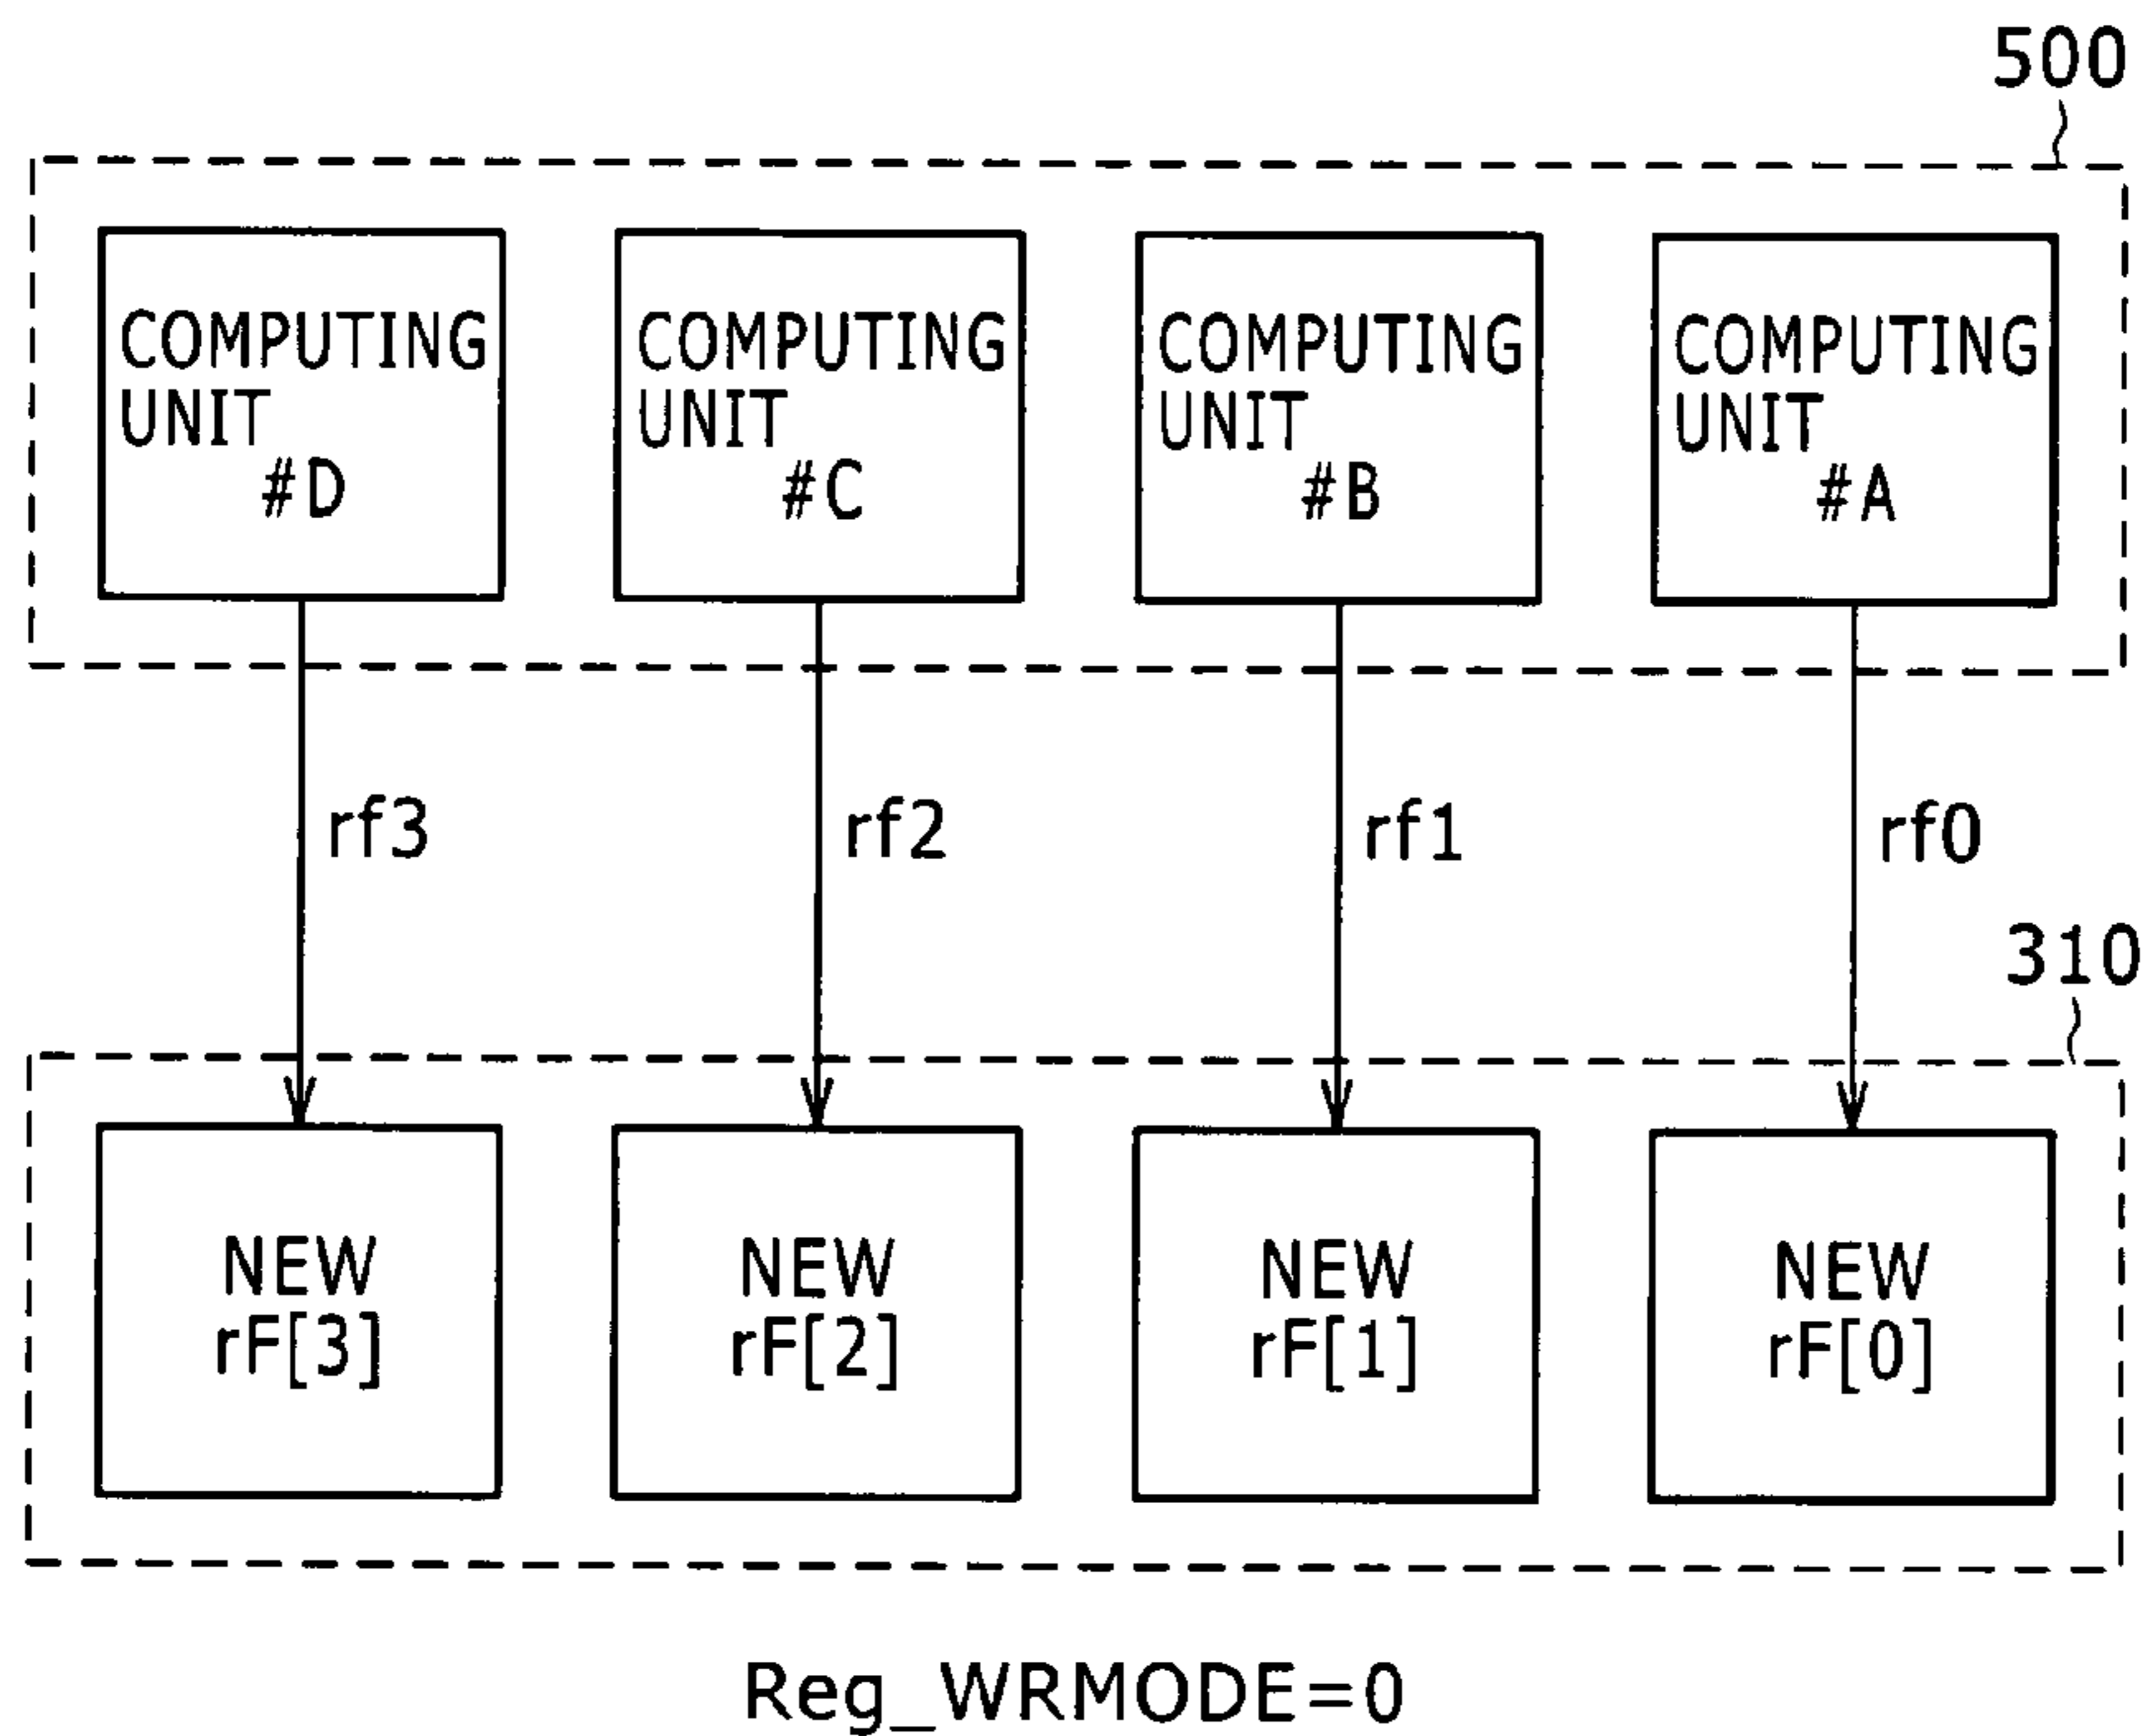 500
COMPUTING
UNIT
#D
COMPUTING
UNIT
#C
COMPUTING
UNIT
#B
COMPUTING
UNIT
#A
rf3
rf2
rf1
rf0
310
NEW
rF[3]
NEW
rF[2]
NEW
rF[1]
NEW
rF[0]
Reg_WRMODE=0